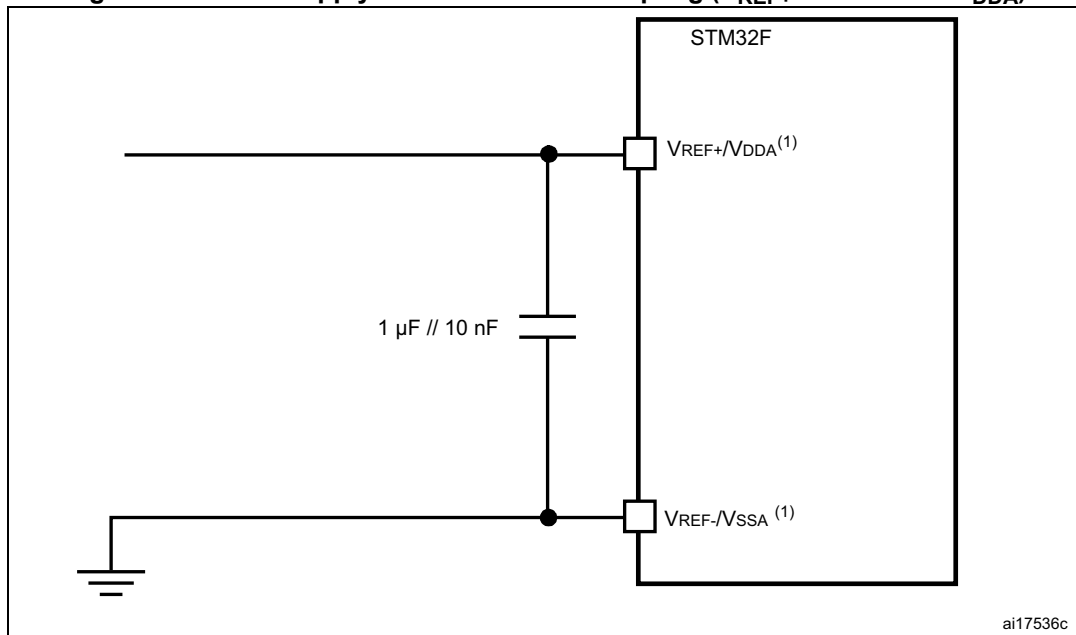 STM32F
VREF+/VDDA(1)
1 µF // 10 nF
VREF-/VSSA (1)
ai17536c